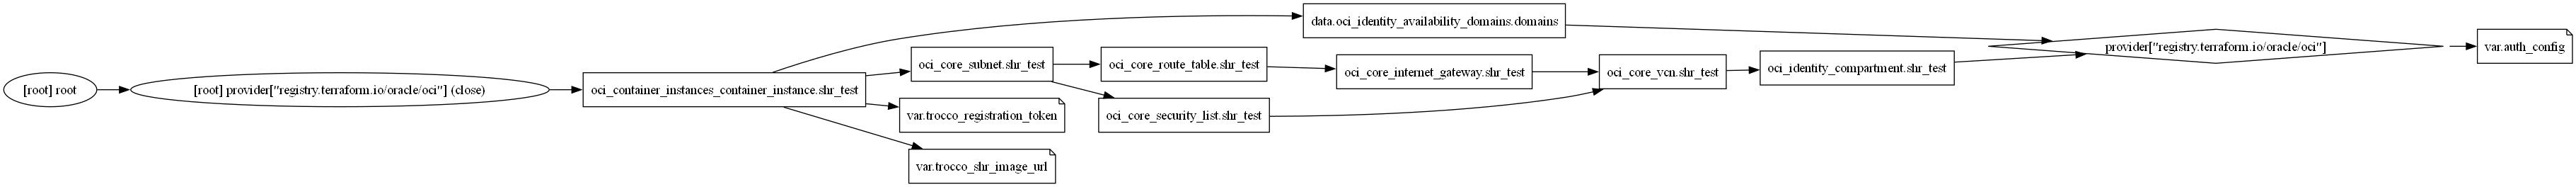 [root] root
[root] provider["registry.terraform.io/oracle/oci"] (close)
oci_container_instances_container_instance.shr_test
data.oci_identity_availability_domains.domains
oci_core_subnet.shr_test
var.trocco_registration_token
var.trocco_shr_image_url
oci_core_route_table.shr_test
oci_core_security_list.shr_test
oci_core_internet_gateway.shr_test
oci_core_vcn.shr_test
oci_identity_compartment.shr_test
provider["registry.terraform.io/oracle/oci"]
var.auth_config